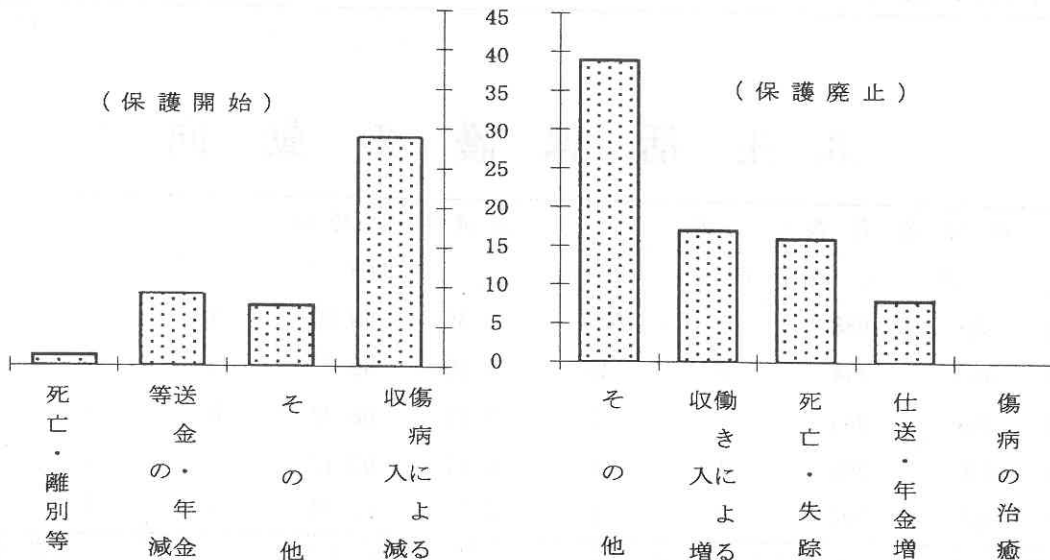 (保護開始)
45
40
35
30
25
20
15
10
5
0
死亡・離別等
送金・年金
等の減
その他
傷病による
収入減
(保護廃止)
その他
働きによる
収入増
死亡・失踪
仕送・年金増
傷病の治癒